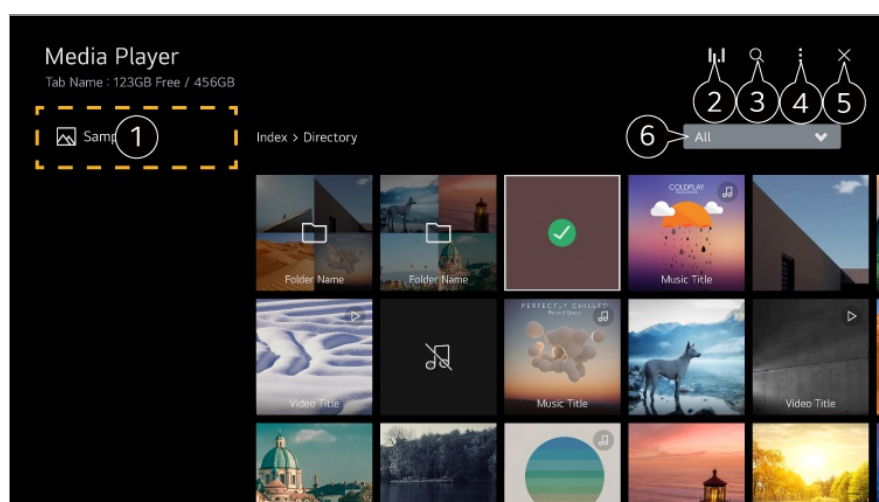 Media Player
Tab Name : 123GB Free / 456GB
2 3 4 5
Samp 1
Index > Directory
6 All
COLDPLAY
Folder Name Folder Name Music Title
PERFECTLY CHILLED
Video Title Music Title Video Title